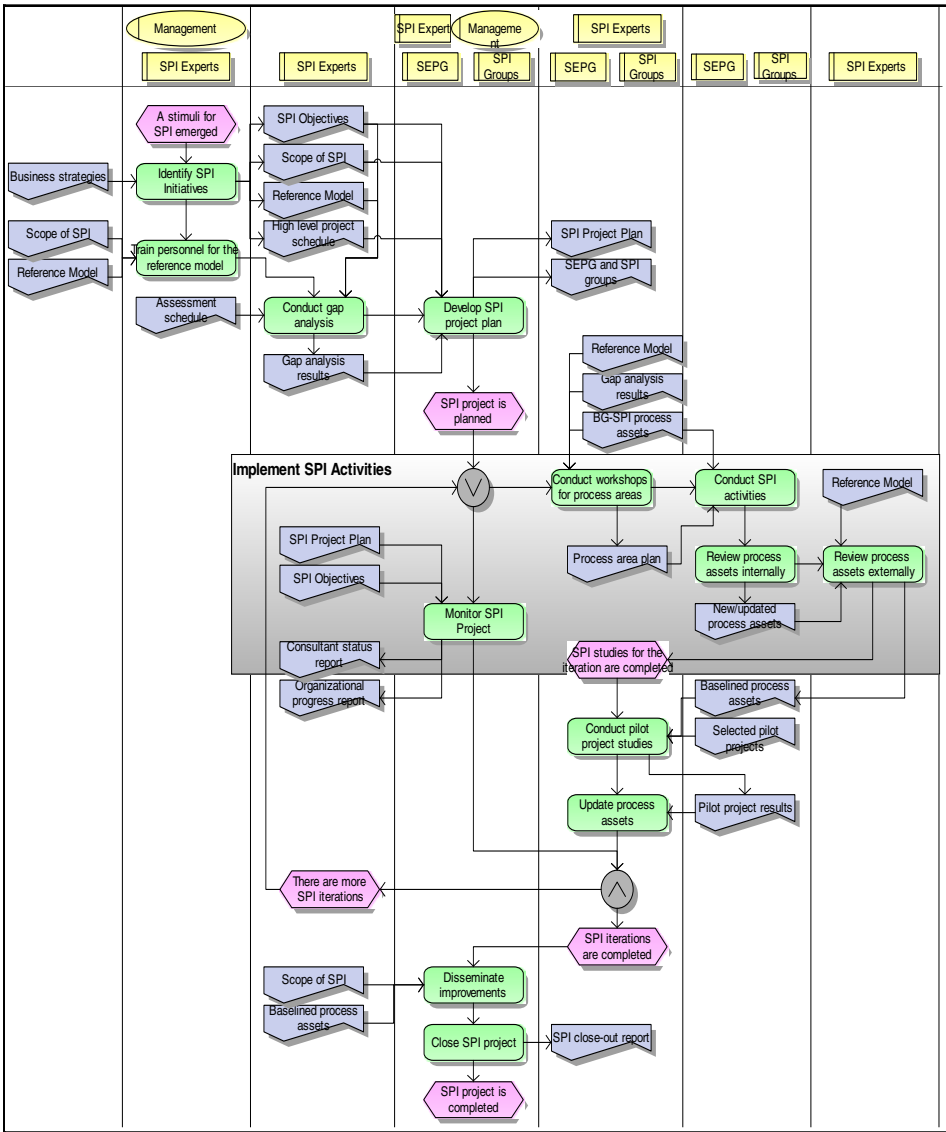 Management
SPI Expert
Manageme
nt
SPI Experts
SPI Experts
SPI Experts
SEPG
SPI
Groups
SEPG
SPI
Groups
SEPG
SPI
Groups
SPI Experts
A stimuli for
SPI emerged
SPI Objectives
Business strategies
Identify SPI
Initiatives
Scope of SPI
Reference Model
Scope of SPI
High level project
schedule
SPI Project Plan
Reference Model
Train personnel for the
reference model
SEPG and SPI
groups
Assessment
schedule
Conduct gap
analysis
Develop SPI
project plan
Gap analysis
results
Reference Model
Gap analysis
results
SPI project is
planned
BG-SPI process
assets
Implement SPI Activities
Conduct workshops
for process areas
Conduct SPI
activities
Reference Model
SPI Project Plan
Process area plan
Review process
assets internally
Review process
assets externally
SPI Objectives
Monitor SPI
Project
New/updated
process assets
Consultant status
report
SPI studies for the
iteration are completed
Organizational
progress report
Baselined process
assets
Conduct pilot
project studies
Selected pilot
projects
Update process
assets
Pilot project results
There are more
SPI iterations
SPI iterations
are completed
Scope of SPI
Disseminate
improvements
Baselined process
assets
Close SPI project
SPI close-out report
SPI project is
completed